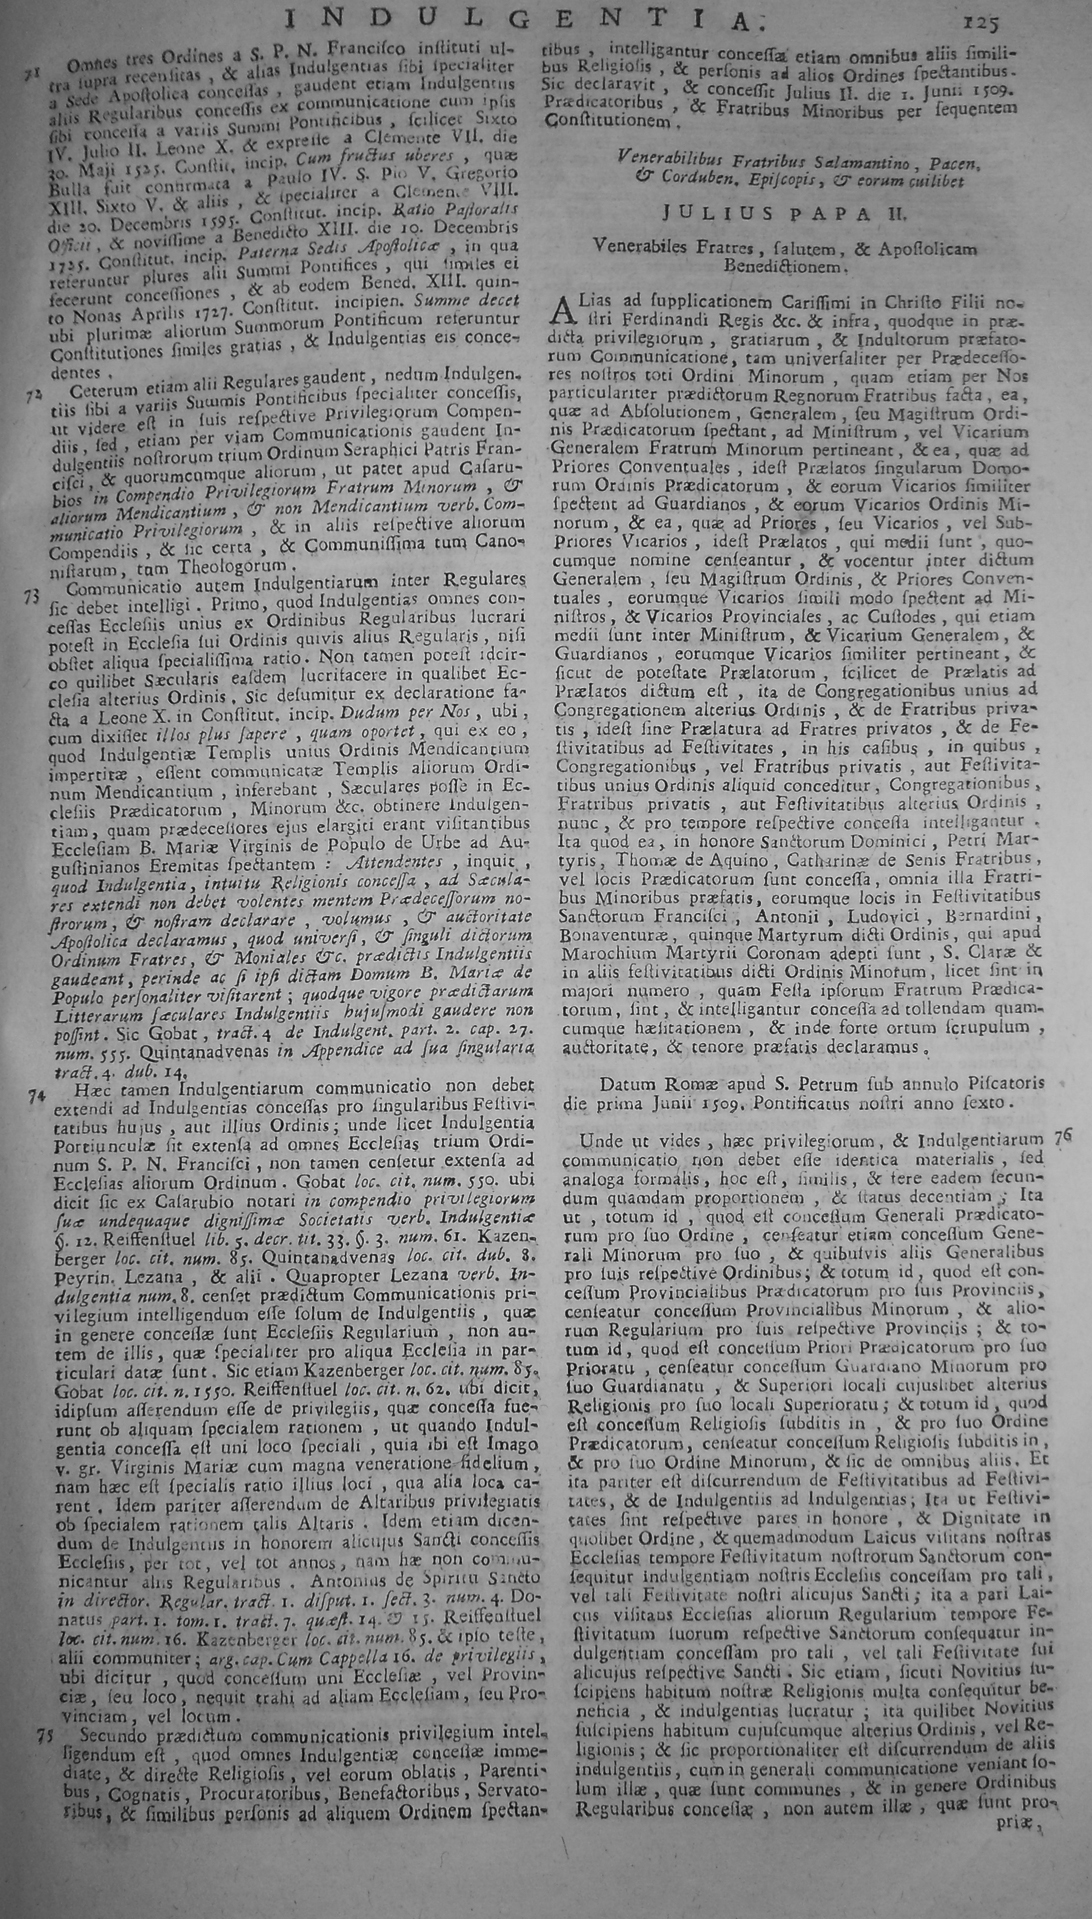 INDULGENTIA.
125
71 Omnes tres Ordines a S. P. N. Franciſco inſtituti ul-
tra ſupra recenſitas, & alias Indulgentias ſibi ſpecialiter
a Sede Apoſtolica conceſſas, gaudent etiam Indulgentiis
aliis Regularibus conceſſis ex communicatione cum ipſis
ſibi conceſſa a variis Summi Pontificibus, ſcilicet Sixto
IV. Julio II. Leone X. & expreſſe a Clemente VII. die
20. Maji 1525. Conſtit. incip. Cum fructus uberes, quæ
Bulla fuit confirmata a Paulo IV. S. Pio V. Gregorio
XIII. Sixto V. & aliis, & ſpecialiter a Clemente VIII.
die 20. Decembris 1595. Conſtitut. incip. Ratio Paſtoralis
Officii, & noviſſime a Benedicto XIII. die 10. Decembris
1725. Conſtitut. incip. Paterna Sedis Apoſtolicæ, in qua
referuntur plures alii Summi Pontifices, qui ſimiles ei
fecerunt conceſſiones, & ab eodem Bened. XIII. quin-
to Nonas Aprilis 1727. Conſtitut. incipien. Summe decet
ubi plurimæ aliorum Summorum Pontificum referuntur
Conſtitutiones ſimiles gratias, & Indulgentias eis conce-
dentes.
72 Ceterum etiam alii Regulares gaudent, nedum Indulgen-
tiis ſibi a variis Summis Pontificibus ſpecialiter conceſſis,
ut videre eſt in ſuis reſpective Privilegiorum Compen-
diis, ſed, etiam per viam Communicationis gaudent In-
dulgentiis noſtrorum trium Ordinum Seraphici Patris Fran-
ciſci, & quorumcumque aliorum, ut patet apud Caſaru-
bios in Compendio Privilegiorum Fratrum Minorum, &
aliorum Mendicantium, & non Mendicantium verb. Com-
municatio Privilegiorum, & in aliis reſpective aliorum
Compendiis, & ſic certa, & Communiſſima tum Cano-
niſtarum, tum Theologorum.
73 Communicatio autem Indulgentiarum inter Regulares
ſic debet intelligi. Primo, quod Indulgentias omnes con-
ceſſas Eccleſiis unius ex Ordinibus Regularibus lucrari
poteſt in Eccleſia ſui Ordinis quivis alius Regularis, niſi
obſtet aliqua ſpecialiſſima ratio. Non tamen poteſt idcir-
co quilibet Sæcularis eaſdem lucrifacere in qualibet Ec-
cleſia alterius Ordinis. Sic deſumitur ex declaratione fa-
cta a Leone X. in Conſtitut. incip. Dudum per Nos, ubi,
cum dixiſſet illos plus ſapere, quam oportet, qui ex eo,
quod Indulgentiæ Templis unius Ordinis Mendicantium
impertitæ, eſſent communicatæ Templis aliorum Ordi-
num Mendicantium, inferebant, Sæculares poſſe in Ec-
cleſiis Prædicatorum, Minorum &c. obtinere Indulgen-
tiam, quam prædeceſſores ejus elargiti erant viſitantibus
Eccleſiam B. Mariæ Virginis de Populo de Urbe ad Au-
guſtinianos Eremitas ſpectantem: Attendentes, inquit,
quod Indulgentia, intuitu Religionis conceſſa, ad Sæcula-
res extendi non debet volentes mentem Prædeceſſorum no-
ſtrorum, & noſtram declarare, volumus, & auctoritate
Apoſtolica declaramus, quod univerſi, & ſinguli dictorum
Ordinum Fratres, & Moniales &c. prædictis Indulgentiis
gaudeant, perinde ac ſi ipſi dictam Domum B. Mariæ de
Populo perſonaliter viſitarent; quodque vigore prædictarum
Litterarum ſæculares Indulgentiis hujuſmodi gaudere non
poſſint. Sic Gobat, tract. 4 de Indulgent. part. 2. cap. 27.
num. 555. Quintanadvenas in Appendice ad ſua ſingularia
tract. 4. dub. 14.
74 Hæc tamen Indulgentiarum communicatio non debet
extendi ad Indulgentias conceſſas pro ſingularibus Feſtivi-
tatibus hujus, aut illius Ordinis; unde licet Indulgentia
Portiunculæ ſit extenſa ad omnes Eccleſias trium Ordi-
num S. P. N. Franciſci, non tamen cenſetur extenſa ad
Eccleſias aliorum Ordinum. Gobat loc. cit. num. 550. ubi
dicit ſic ex Caſarubio notari in compendio privilegiorum
ſuæ undequaque digniſſimæ Societatis verb. Indulgentiæ
§. 12. Reiffenſtuel lib. 5. decr. tit. 33. §. 3. num. 61. Kazen-
berger loc. cit. num. 85. Quintanadvenas loc. cit. dub. 8.
Peyrin. Lezana, & alii. Quapropter Lezana verb. In-
dulgentia num. 8. cenſet prædictum Communicationis pri-
vilegium intelligendum eſſe ſolum de Indulgentiis, quæ
in genere conceſſæ ſunt Eccleſiis Regularium, non au-
tem de illis, quæ ſpecialiter pro aliqua Eccleſia in par-
ticulari datæ ſunt. Sic etiam Kazenberger loc. cit. num. 85.
Gobat loc. cit. n. 1550. Reiffenſtuel loc. cit. n. 62. ubi dicit,
idipſum aſſerendum eſſe de privilegiis, quæ conceſſa fue-
runt ob aliquam ſpecialem rationem, ut quando Indul-
gentia conceſſa eſt uni loco ſpeciali, quia ibi eſt Imago
v. gr. Virginis Mariæ cum magna veneratione fidelium,
nam hæc eſt ſpecialis ratio illius loci, qua alia loca ca-
rent. Idem pariter aſſerendum de Altaribus privilegiatis
ob ſpecialem rationem talis Altaris. Idem etiam dicen-
dum de Indulgentiis in honorem alicujus Sancti conceſſis
Eccleſiis, per tot, vel tot annos, nam hæ non commu-
nicantur aliis Regularibus. Antonius de Spiritu Sancto
in director. Regular. tract. 1. diſput. 1. ſect. 3. num. 4. Do-
natus part. 1. tom. 1. tract. 7. quæſt. 14. & 15. Reiffenſtuel
loc. cit. num. 16. Kazenberger loc. cit. num. 85. & ipſo teſte,
alii communiter; arg. cap. Cum Cappella 16. de privilegiis,
ubi dicitur, quod conceſſum uni Eccleſiæ, vel Provin-
ciæ, ſeu loco, nequit trahi ad aliam Eccleſiam, ſeu Pro-
vinciam, vel locum.
75 Secundo prædictum communicationis privilegium intel-
ligendum eſt, quod omnes Indulgentiæ conceſſæ imme-
diate, & directe Religioſis, vel eorum oblatis, Parenti-
bus, Cognatis, Procuratoribus, Benefactoribus, Servato-
ribus, & ſimilibus perſonis ad aliquem Ordinem ſpectan-
tibus, intelligantur conceſſæ etiam omnibus aliis ſimili-
bus Religioſis, & perſonis ad alios Ordines ſpectantibus.
Sic declaravit, & conceſſit Julius II. die 1. Junii 1509.
Prædicatoribus, & Fratribus Minoribus per ſequentem
Conſtitutionem.
Venerabilibus Fratribus Salamantino, Pacen,
& Corduben. Epiſcopis, & eorum cuilibet
JULIUS PAPA II.
Venerabiles Fratres, ſalutem, & Apoſtolicam
Benedictionem.
ALias ad ſupplicationem Cariſſimi in Chriſto Filii no-
ſtri Ferdinandi Regis &c. & infra, quodque in præ-
dicta privilegiorum, gratiarum, & Indultorum præfato-
rum Communicatione, tam univerſaliter per Prædeceſſo-
res noſtros toti Ordini Minorum, quam etiam per Nos
particulariter prædictorum Regnorum Fratribus facta, ea,
quæ ad Abſolutionem, Generalem, ſeu Magiſtrum Ordi-
nis Prædicatorum ſpectant, ad Miniſtrum, vel Vicarium
Generalem Fratrum Minorum pertineant, & ea, quæ ad
Priores Conventuales, ideſt Prælatos ſingularum Domo-
rum Ordinis Prædicatorum, & eorum Vicarios ſimiliter
ſpectent ad Guardianos, & eorum Vicarios Ordinis Mi-
norum, & ea, quæ ad Priores, ſeu Vicarios, vel Sub-
Priores Vicarios, ideſt Prælatos, qui medii ſunt, quo-
cumque nomine cenſeantur, & vocentur inter dictum
Generalem, ſeu Magiſtrum Ordinis, & Priores Conven-
tuales, eorumque Vicarios ſimili modo ſpectent ad Mi-
niſtros, & Vicarios Provinciales, ac Cuſtodes, qui etiam
medii ſunt inter Miniſtrum, & Vicarium Generalem, &
Guardianos, eorumque Vicarios ſimiliter pertineant, &
ſicut de poteſtate Prælatorum, ſcilicet de Prælatis ad
Prælatos dictum eſt, ita de Congregationibus unius ad
Congregationem alterius Ordinis, & de Fratribus priva-
tis, ideſt ſine Prælatura ad Fratres privatos, & de Fe-
ſtivitatibus ad Feſtivitates, in his caſibus, in quibus,
Congregationibus, vel Fratribus privatis, aut Feſtivita-
tibus unius Ordinis aliquid conceditur, Congregationibus,
Fratribus privatis, aut Feſtivitatibus alterius Ordinis,
nunc, & pro tempore reſpective conceſſa intelligantur.
Ita quod ea, in honore Sanctorum Dominici, Petri Mar-
tyris, Thomæ de Aquino, Catharinæ de Senis Fratribus,
vel locis Prædicatorum ſunt conceſſa, omnia illa Fratri-
bus Minoribus præfatis, eorumque locis in Feſtivitatibus
Sanctorum Franciſci, Antonii, Ludovici, Bernardini,
Bonaventuræ, quinque Martyrum dicti Ordinis, qui apud
Marochium Martyrii Coronam adepti ſunt, S. Claræ &
in aliis feſtivitatibus dicti Ordinis Minorum, licet ſint in
majori numero, quam Feſta ipſorum Fratrum Prædica-
torum, ſint, & intelligantur conceſſa ad tollendam quam-
cumque hæſitationem, & inde forte ortum ſcrupulum,
auctoritate, & tenore præfatis declaramus.
Datum Romæ apud S. Petrum ſub annulo Piſcatoris
die prima Junii 1509. Pontificatus noſtri anno ſexto.
Unde ut vides, hæc privilegiorum, & Indulgentiarum 76
communicatio non debet eſſe identica materialis, ſed
analoga formalis, hoc eſt, ſimilis, & fere eadem ſecun-
dum quamdam proportionem, & ſtatus decentiam; Ita
ut, totum id, quod eſt conceſſum Generali Prædicato-
rum pro ſuo Ordine, cenſeatur etiam conceſſum Gene-
rali Minorum pro ſuo, & quibuſvis aliis Generalibus
pro ſuis reſpective Ordinibus; & totum id, quod eſt con-
ceſſum Provincialibus Prædicatorum pro ſuis Provinciis,
cenſeatur conceſſum Provincialibus Minorum, & alio-
rum Regularium pro ſuis reſpective Provinciis; & to-
tum id, quod eſt conceſſum Priori Prædicatorum pro ſuo
Prioratu, cenſeatur conceſſum Guardiano Minorum pro
ſuo Guardianatu, & Superiori locali cujuslibet alterius
Religionis pro ſuo locali Superioratu; & totum id, quod
eſt conceſſum Religioſis ſubditis in, & pro ſuo Ordine
Prædicatorum, cenſeatur conceſſum Religioſis ſubditis in,
& pro ſuo Ordine Minorum, & ſic de omnibus aliis. Et
ita pariter eſt diſcurrendum de Feſtivitatibus ad Feſtivi-
tates, & de Indulgentiis ad Indulgentias; Ita ut Feſtivi-
tates ſint reſpective pares in honore, & Dignitate in
quolibet Ordine, & quemadmodum Laicus viſitans noſtras
Eccleſias tempore Feſtivitatum noſtrorum Sanctorum con-
ſequitur indulgentiam noſtris Eccleſiis conceſſam pro tali,
vel tali Feſtivitate noſtri alicujus Sancti; ita a pari Lai-
cus viſitans Eccleſias aliorum Regularium tempore Fe-
ſtivitatum ſuorum reſpective Sanctorum conſequatur in-
dulgentiam conceſſam pro tali, vel tali Feſtivitate ſui
alicujus reſpective Sancti. Sic etiam, ſicuti Novitius ſu-
ſcipiens habitum noſtræ Religionis multa conſequitur be-
neficia, & indulgentias lucratur; ita quilibet Novitius
ſuſcipiens habitum cujuſcumque alterius Ordinis, vel Re-
ligionis; & ſic proportionaliter eſt diſcurrendum de aliis
indulgentiis, cum in generali communicatione veniant ſo-
lum illæ, quæ ſunt communes, & in genere Ordinibus
Regularibus conceſſæ, non autem illæ, quæ ſunt pro-
priæ,